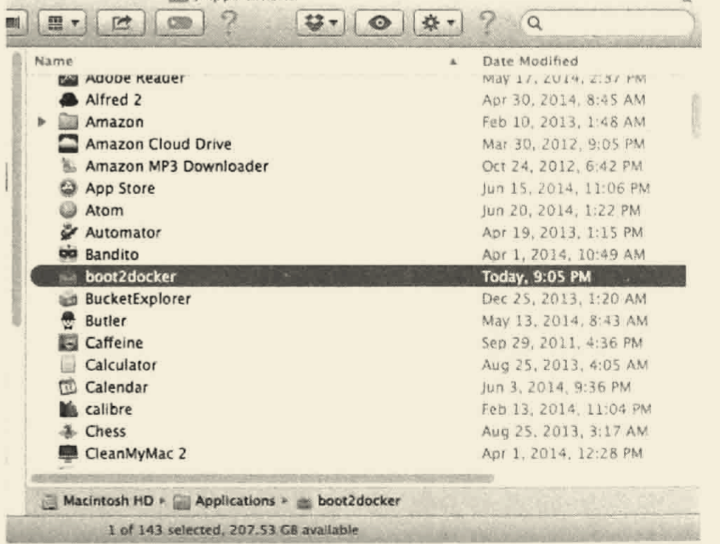 Name Date Modified
Adobe Reader May 17, 2014, 2:37 PM
Alfred 2 Apr 30, 2014, 8:45 AM
Amazon Feb 10, 2013, 1:48 AM
Amazon Cloud Drive Mar 30, 2012, 9:05 PM
Amazon MP3 Downloader Oct 24, 2012, 6:42 PM
App Store Jun 15, 2014, 11:06 PM
Atom Jun 20, 2014, 1:22 PM
Automator Apr 19, 2013, 1:15 PM
Bandito Apr 1, 2014, 10:49 AM
boot2docker Today, 9:05 PM
BucketExplorer Dec 25, 2013, 1:20 AM
Butler May 13, 2014, 8:43 AM
Caffeine Sep 29, 2011, 4:36 PM
Calculator Aug 25, 2013, 4:05 AM
Calendar Jun 3, 2014, 9:36 PM
calibre Feb 13, 2014, 11:04 PM
Chess Aug 25, 2013, 3:17 AM
CleanMyMac 2 Apr 1, 2014, 12:28 PM
Macintosh HD ▸ Applications ▸ boot2docker
1 of 143 selected, 207.53 GB available